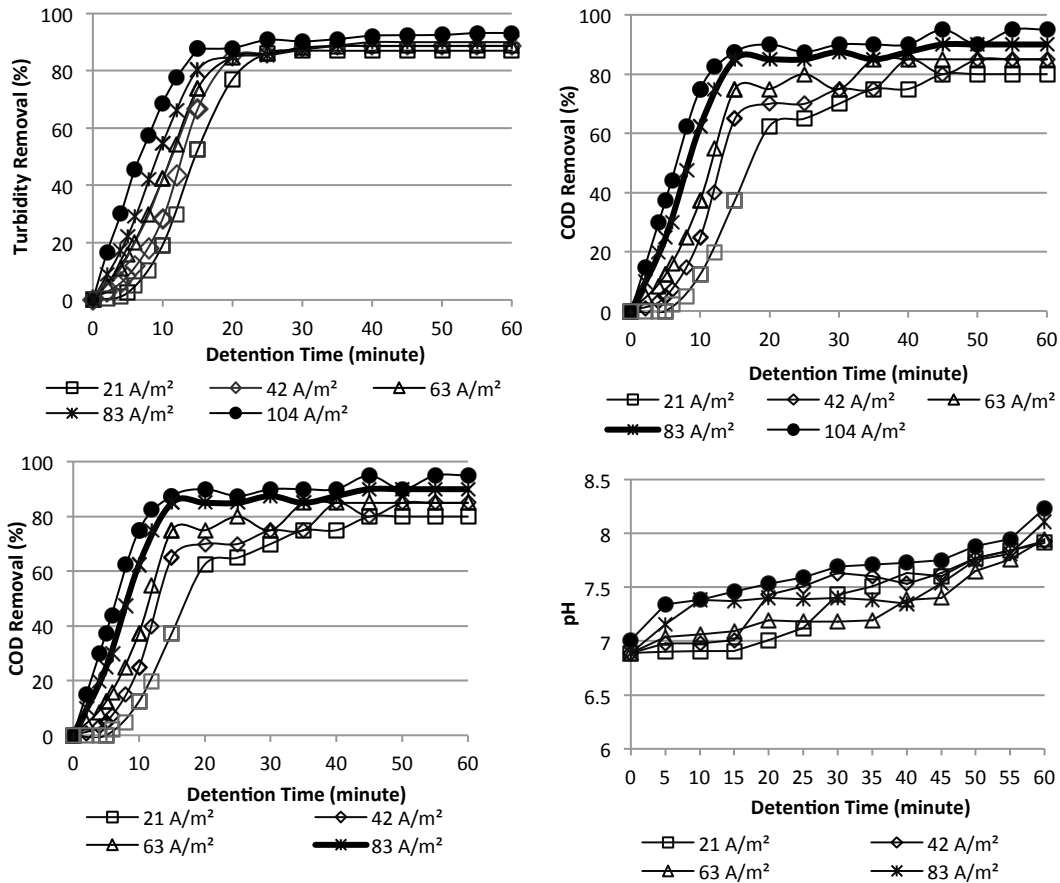 Turbidity Removal (%)
100
80
60
40
20
0
0 10 20 30 40 50 60
Detention Time (minute)
21 A/m² 42 A/m² 63 A/m²
83 A/m² 104 A/m²
COD Removal (%)
100
80
60
40
20
0
0 10 20 30 40 50 60
Detention Time (minute)
21 A/m² 42 A/m² 63 A/m²
83 A/m² 104 A/m²
COD Removal (%)
100
80
60
40
20
0
0 10 20 30 40 50 60
Detention Time (minute)
21 A/m² 42 A/m²
63 A/m² 83 A/m²
pH
8.5
8
7.5
7
6.5
6
0 5 10 15 20 25 30 35 40 45 50 55 60
Detention Time (minute)
21 A/m² 42 A/m²
63 A/m² 83 A/m²